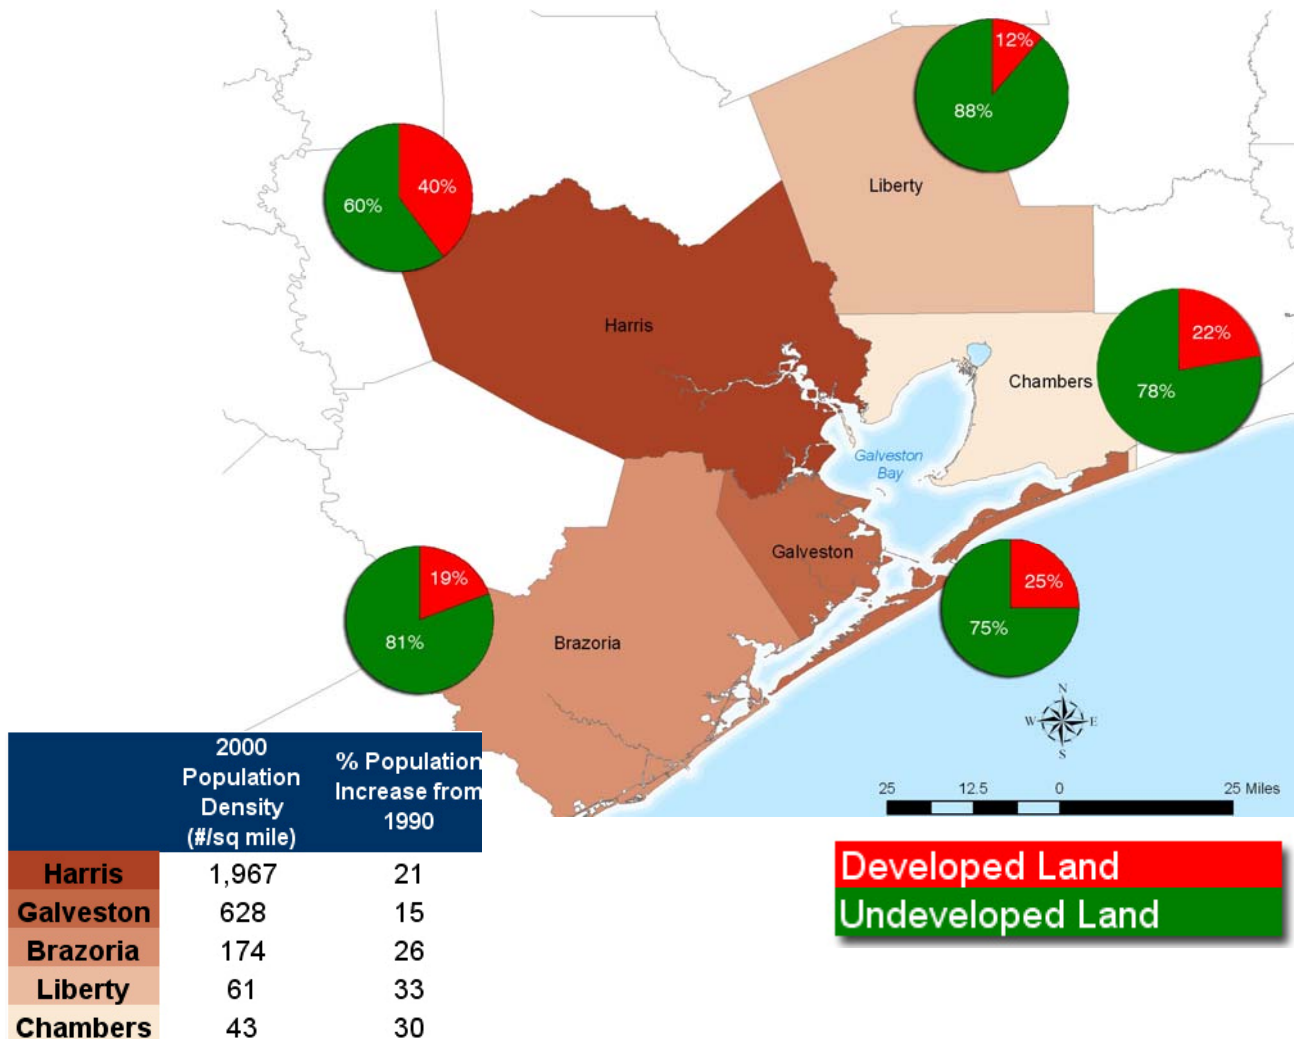 12%
88%
Liberty
40%
60%
Harris
22%
78%
Chambers
Galveston
Bay
Galveston
25%
75%
19%
81%
Brazoria
N
W E
S
25 12.5 0 25 Miles
2000
Population
Density
(#/sq mile)
% Population
Increase from
1990
Harris 1,967 21
Galveston 628 15
Brazoria 174 26
Liberty 61 33
Chambers 43 30
Developed Land
Undeveloped Land